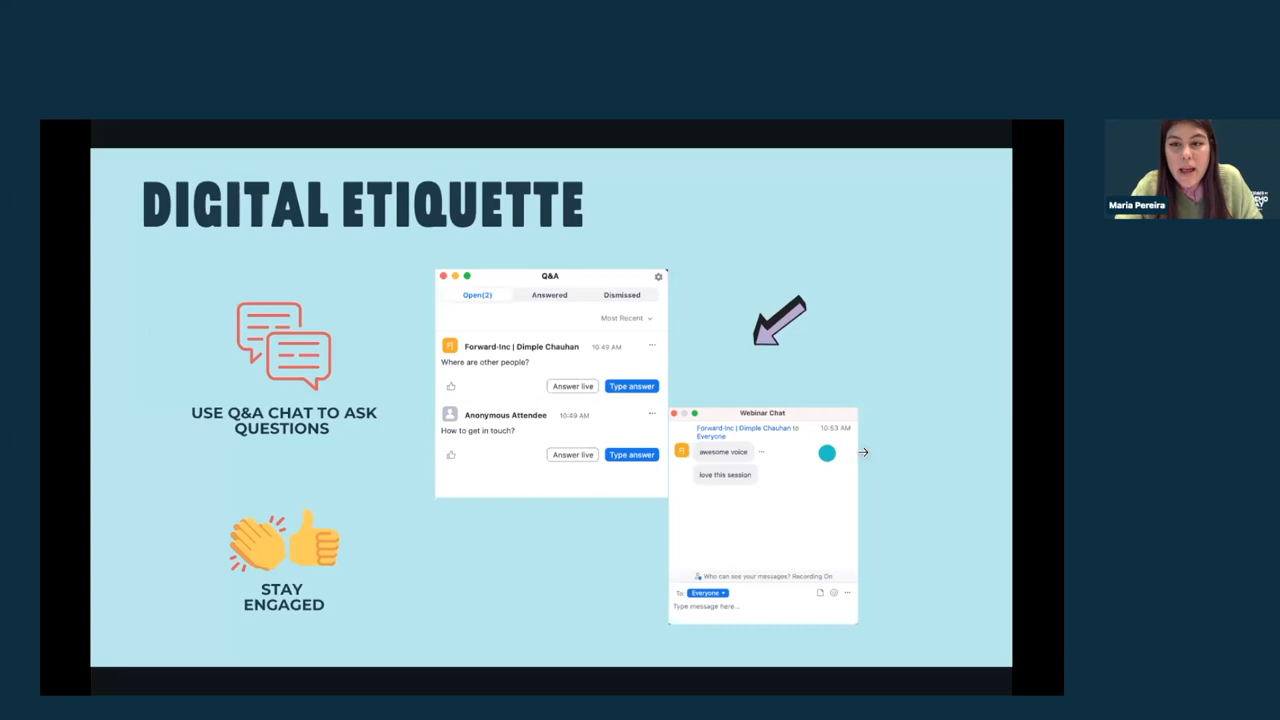 DIGITAL ETIQUETTE
USE Q&A CHAT TO ASK
QUESTIONS
STAY
ENGAGED
Q&A
Open(2) Answered Dismissed
Most Recent
Forward-Inc | Dimple Chauhan 10:49 AM
Where are other people?
Answer live Type answer
Anonymous Attendee 10:49 AM
How to get in touch?
Answer live Type answer
Webinar Chat
Forward-Inc | Dimple Chauhan to 10:53 AM
Everyone
awesome voice
love this session
Who can see your messages? Recording On
To: Everyone
Type message here...
Maria Pereira